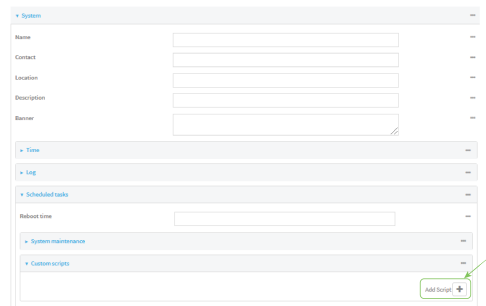 System
Name
Contact
Location
Description
Banner
Time
Log
Scheduled tasks
Reboot time
System maintenance
Custom scripts
Add Script